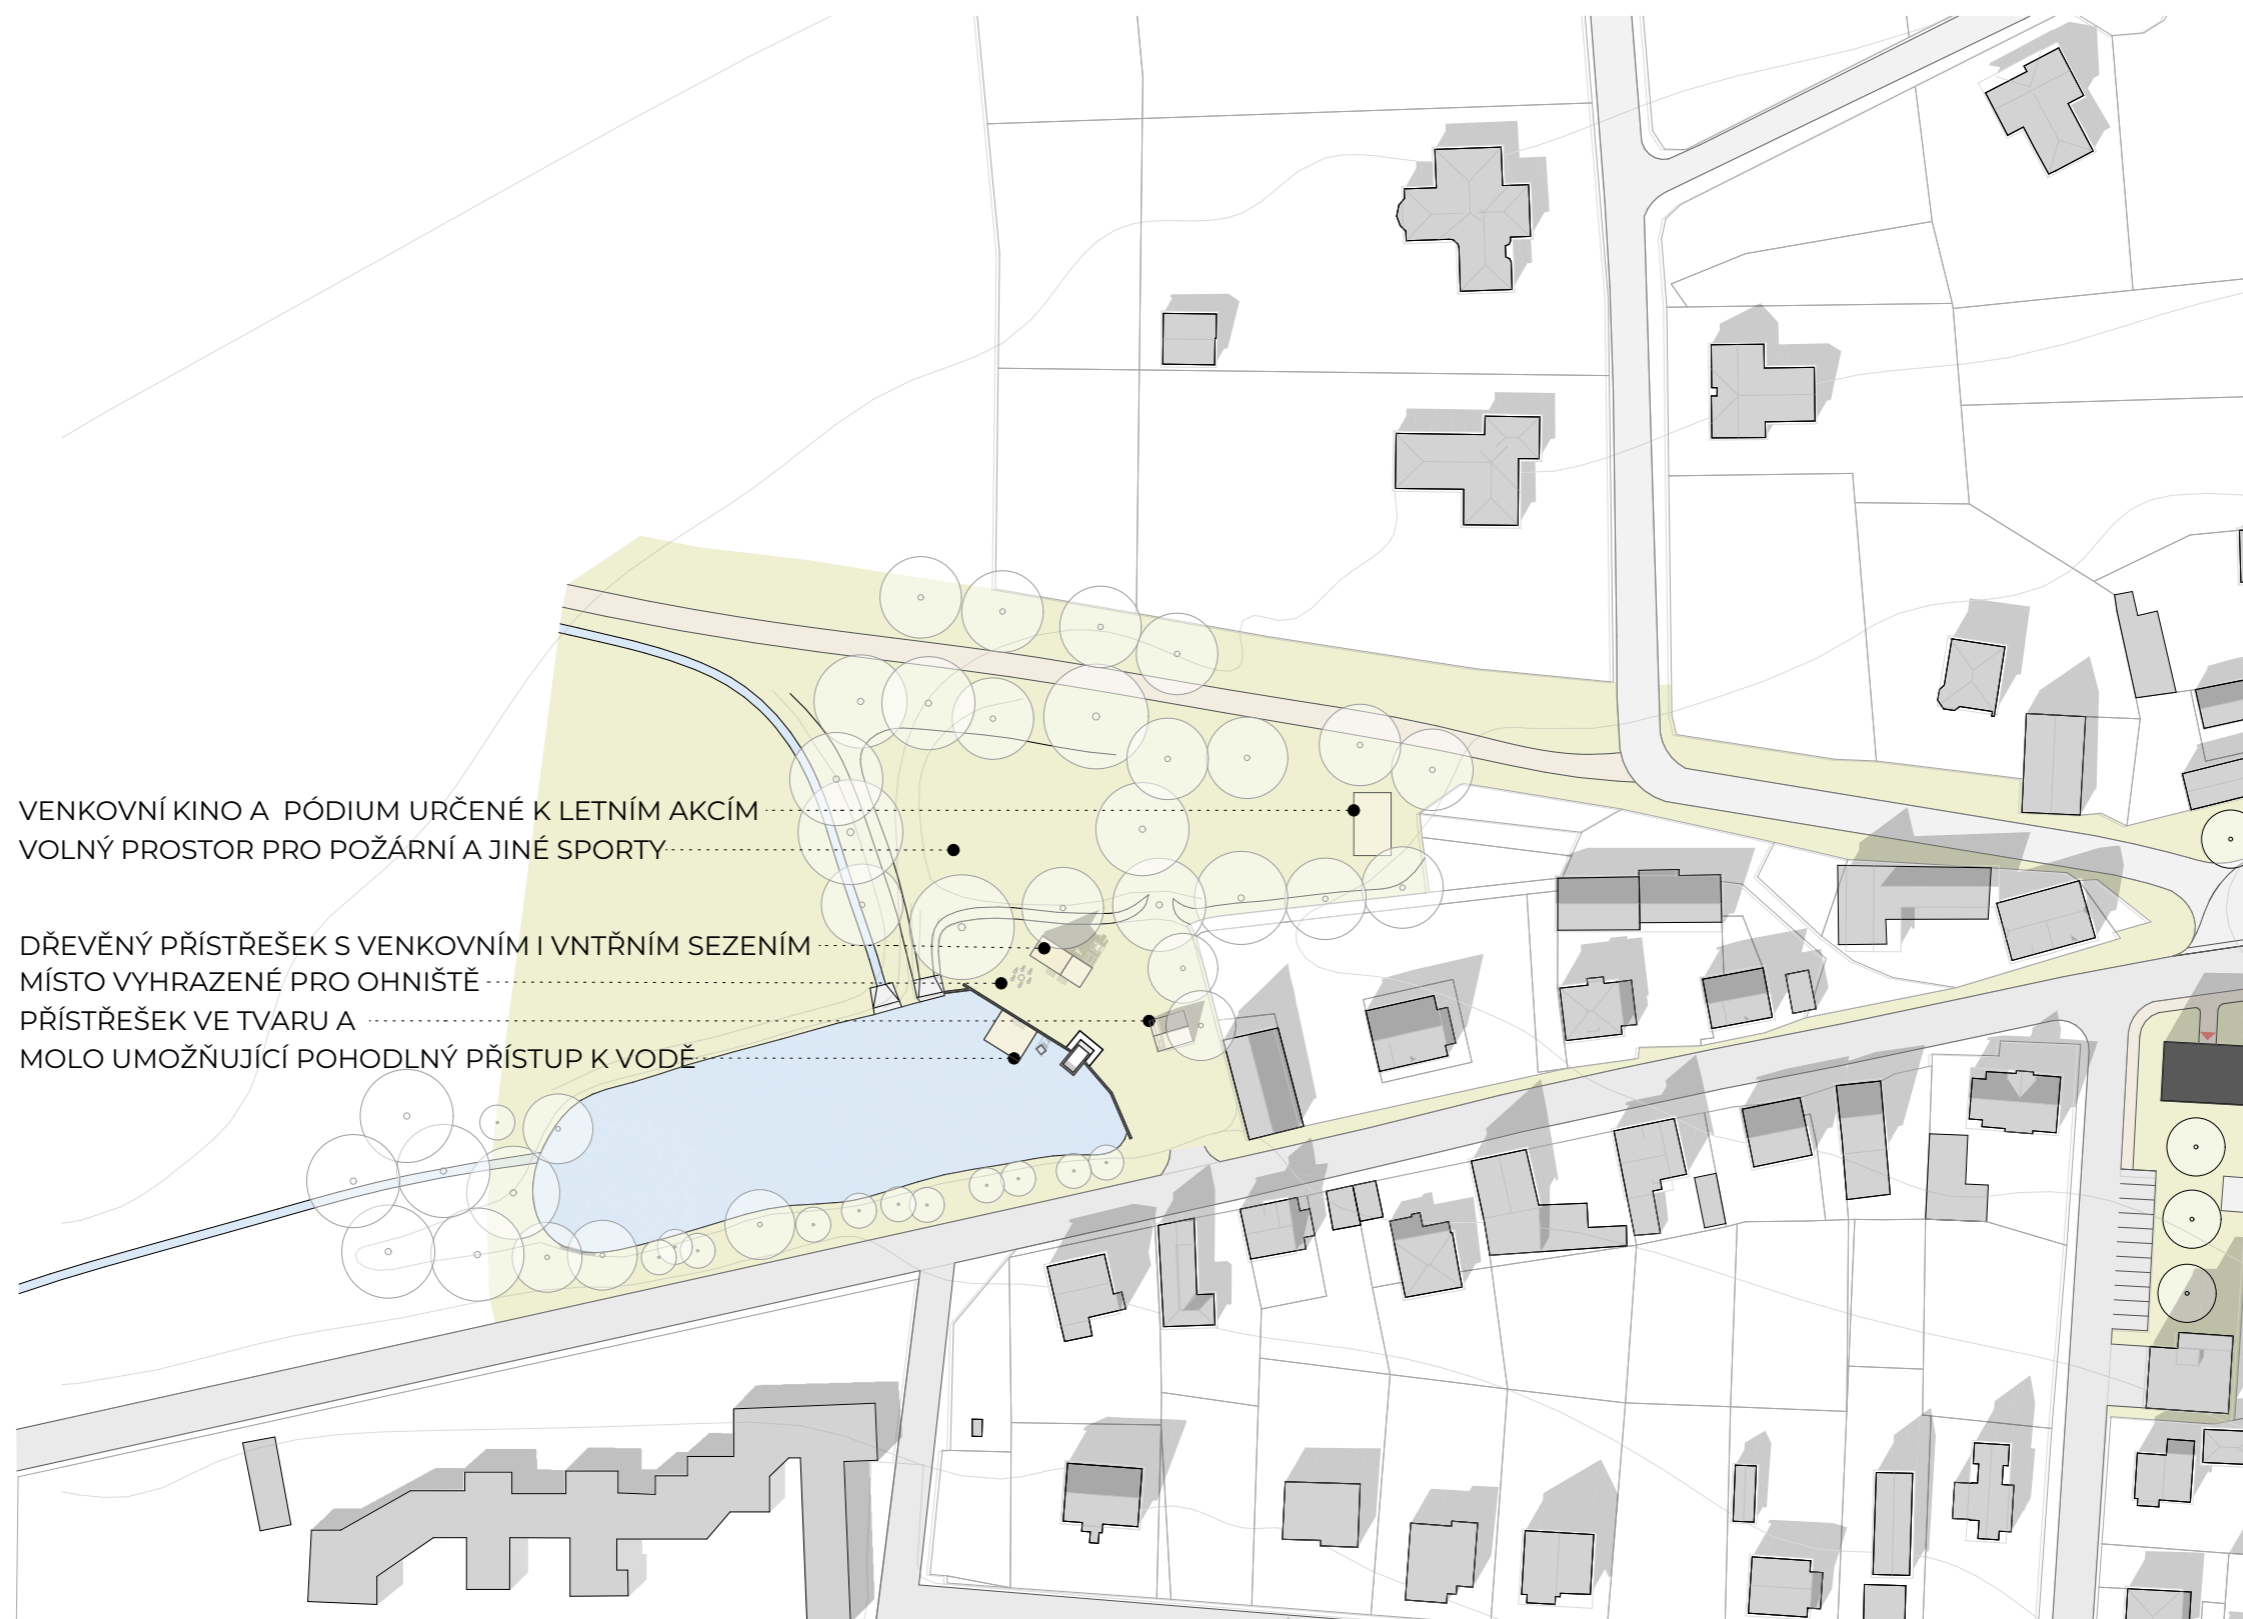 VENKOVNÍ KINO A PÓDIUM URČENÉ K LETNÍM AKCÍM
VOLNÝ PROSTOR PRO POŽÁRNÍ A JINÉ SPORTY
DŘEVĚNÝ PŘÍSTŘEŠEK S VENKOVNÍM I VNTŘNÍM SEZENÍM
MÍSTO VYHRAZENÉ PRO OHNIŠTĚ
PŘÍSTŘEŠEK VE TVARU A
MOLO UMOŽŇUJÍCÍ POHODLNÝ PŘÍSTUP K VODĚ